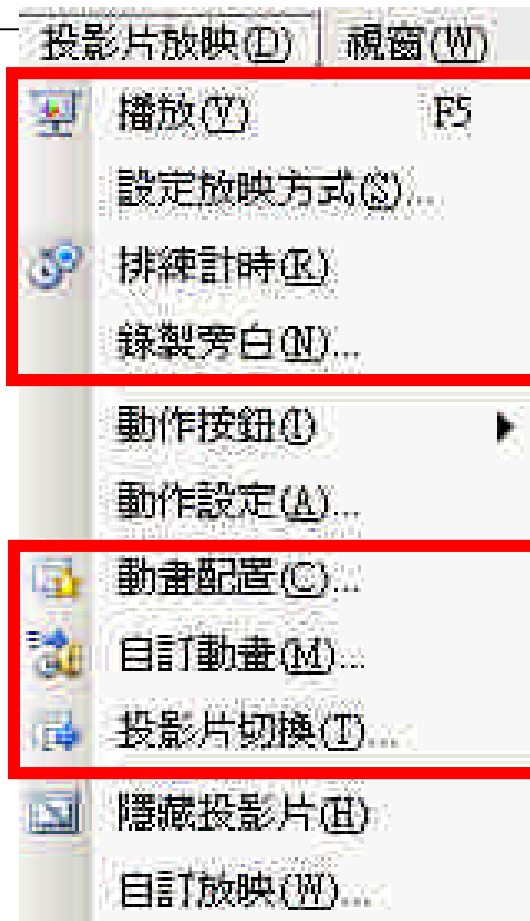 投影片放映(D) 視窗(W)
播放(V) F5
設定放映方式(S)...
排練計時(R)
錄製旁白(N)...
動作按鈕(I)
動作設定(A)...
動畫配置(C)...
自訂動畫(M)...
投影片切換(T)...
隱藏投影片(H)
自訂放映(W)...